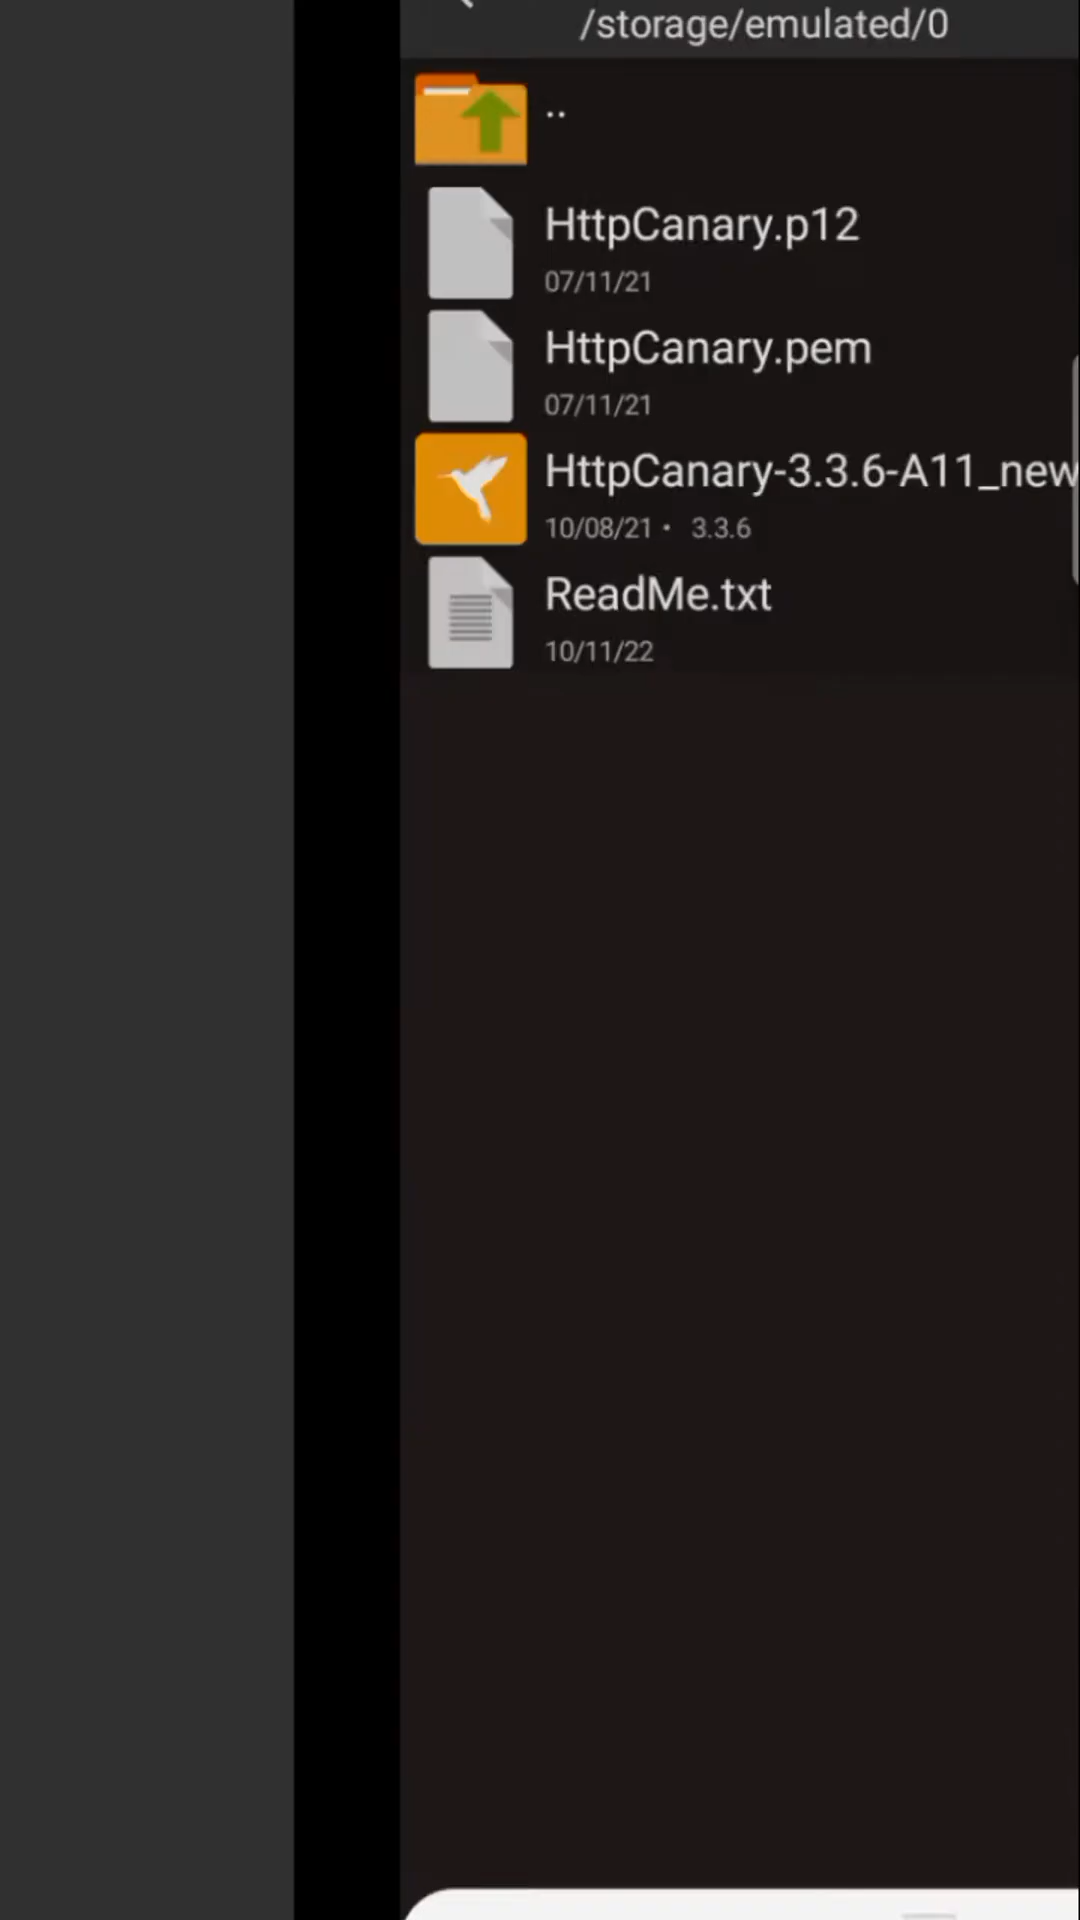 /storage/emulated/0
..
HttpCanary.p12
07/11/21
HttpCanary.pem
07/11/21
HttpCanary-3.3.6-A11_new
10/08/21 • 3.3.6
ReadMe.txt
10/11/22